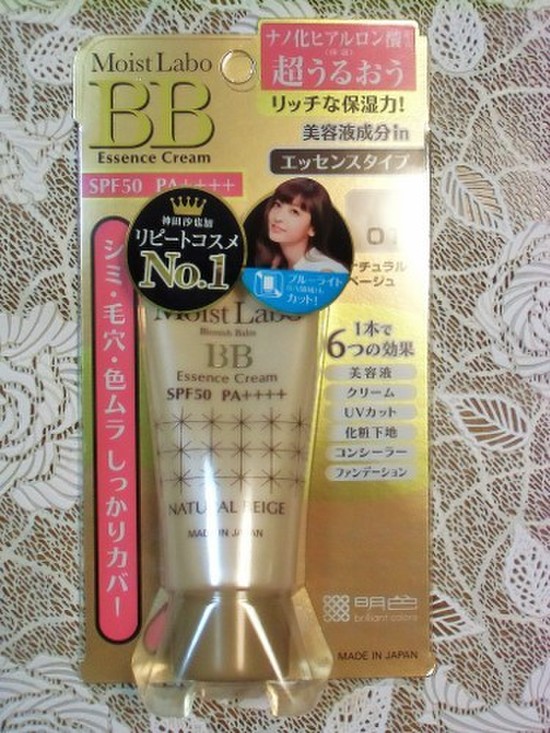 Moist Labo
BB
Essence Cream
SPF50 PA++++
ナノ化ヒアルロン酸
(保湿)
超うるおう
リッチな保湿力!
美容液成分in
エッセンスタイプ
01
ナチュラル
ベージュ
リピートコスメ
No.1
ブルーライト
カット!
シミ・毛穴・色ムラ しっかりカバー
1本で
6つの効果
美容液
クリーム
UVカット
化粧下地
コンシーラー
ファンデーション
Moist Labo
Blemish Balm
BB
Essence Cream
SPF50 PA++++
NATURAL BEIGE
MADE IN JAPAN
明色
brilliant colors
MADE IN JAPAN